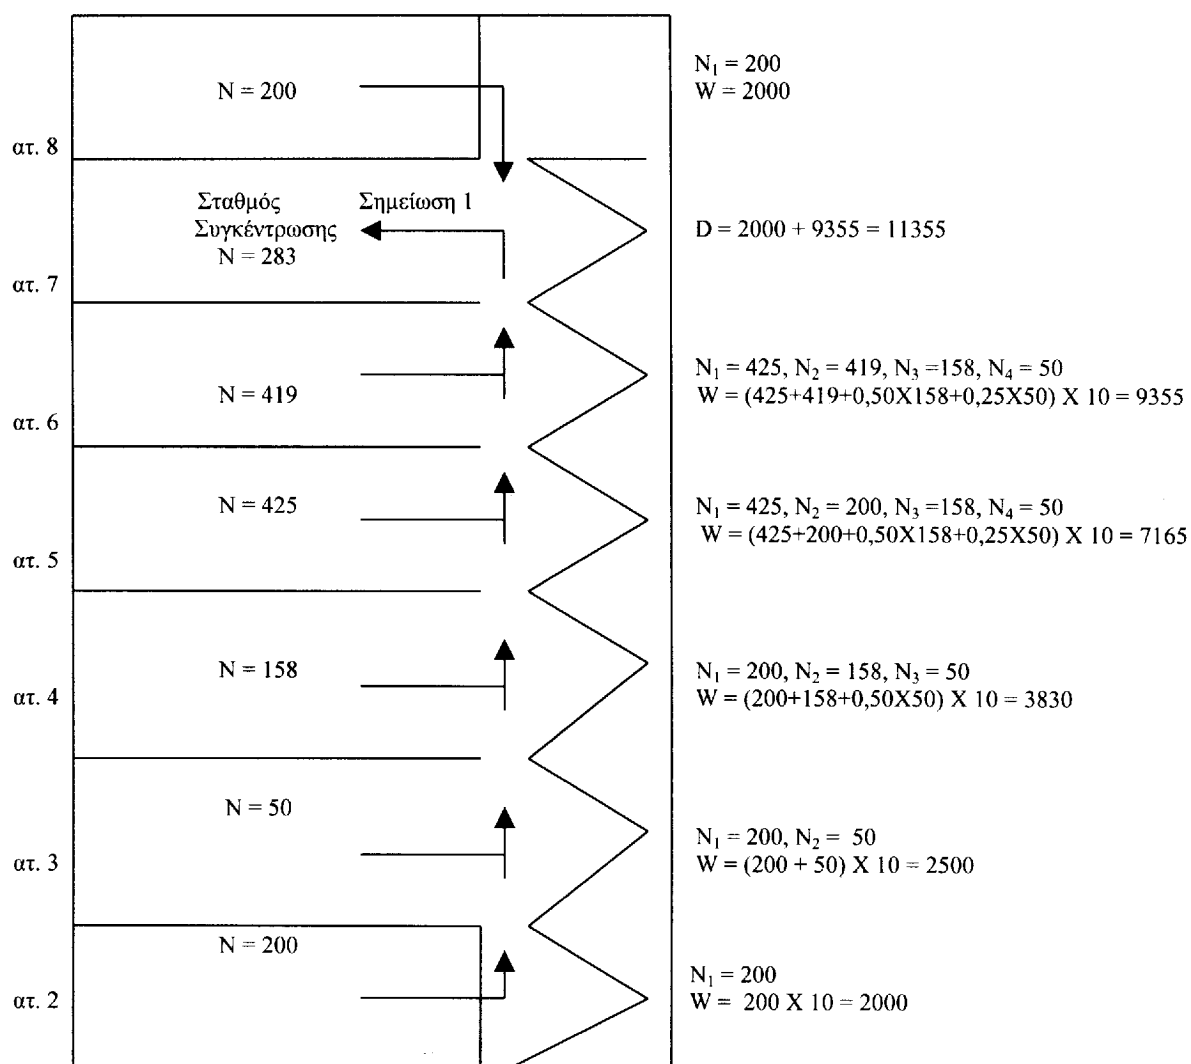 N = 200
N₁ = 200
W = 2000
ατ. 8
Σταθμός Σημείωση 1
Συγκέντρωσης
N = 283
D = 2000 + 9355 = 11355
ατ. 7
N = 419
N₁ = 425, N₂ = 419, N₃ =158, N₄ = 50
W = (425+419+0,50X158+0,25X50) X 10 = 9355
ατ. 6
N = 425
N₁ = 425, N₂ = 200, N₃ =158, N₄ = 50
W = (425+200+0,50X158+0,25X50) X 10 = 7165
ατ. 5
N = 158
N₁ = 200, N₂ = 158, N₃ = 50
W = (200+158+0,50X50) X 10 = 3830
ατ. 4
N = 50
N₁ = 200, N₂ = 50
W = (200 + 50) X 10 = 2500
ατ. 3
N = 200
N₁ = 200
W = 200 X 10 = 2000
ατ. 2